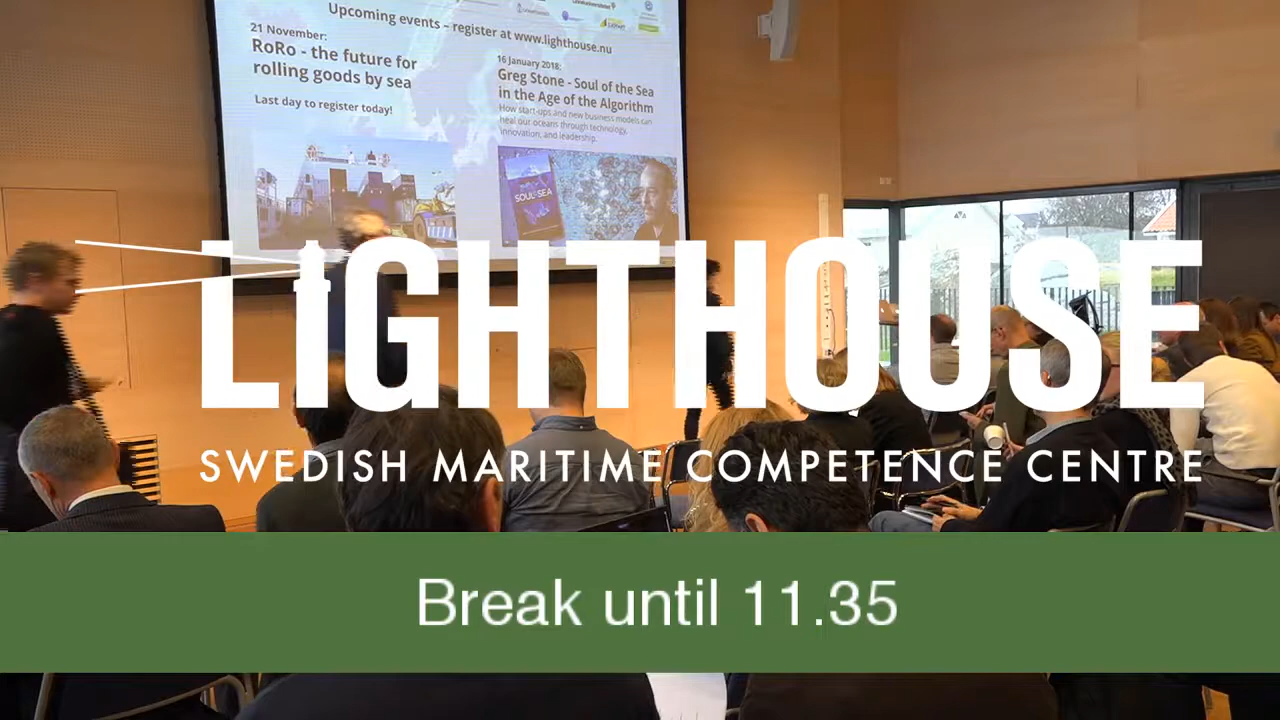 Upcoming events – register at www.lighthouse.nu
21 November:
RoRo - the future for
rolling goods by sea
Last day to register today!
16 January 2018:
Greg Stone - Soul of the Sea
in the Age of the Algorithm
How start-ups and new business models can
heal our oceans through technology,
innovation, and leadership.
SOUL OF THE SEA
LIGHTHOUSE
SWEDISH MARITIME COMPETENCE CENTRE
Break until 11.35